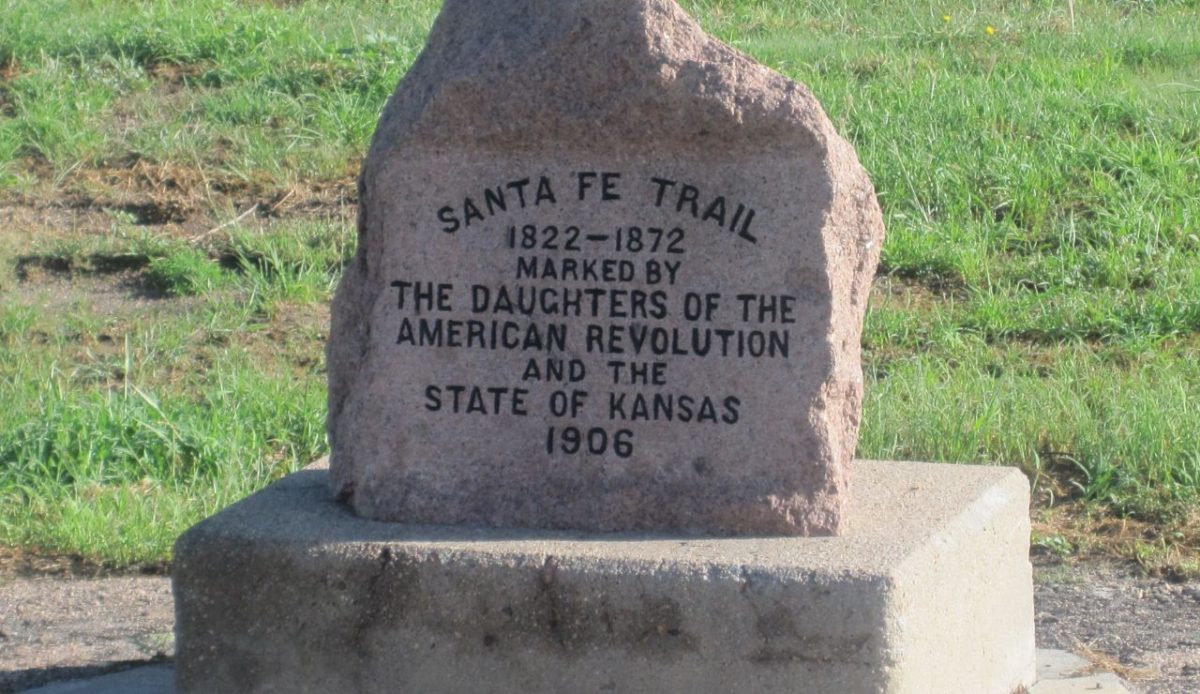 SANTA FE TRAIL
1822–1872
MARKED BY
THE DAUGHTERS OF THE
AMERICAN REVOLUTION
AND THE
STATE OF KANSAS
1906